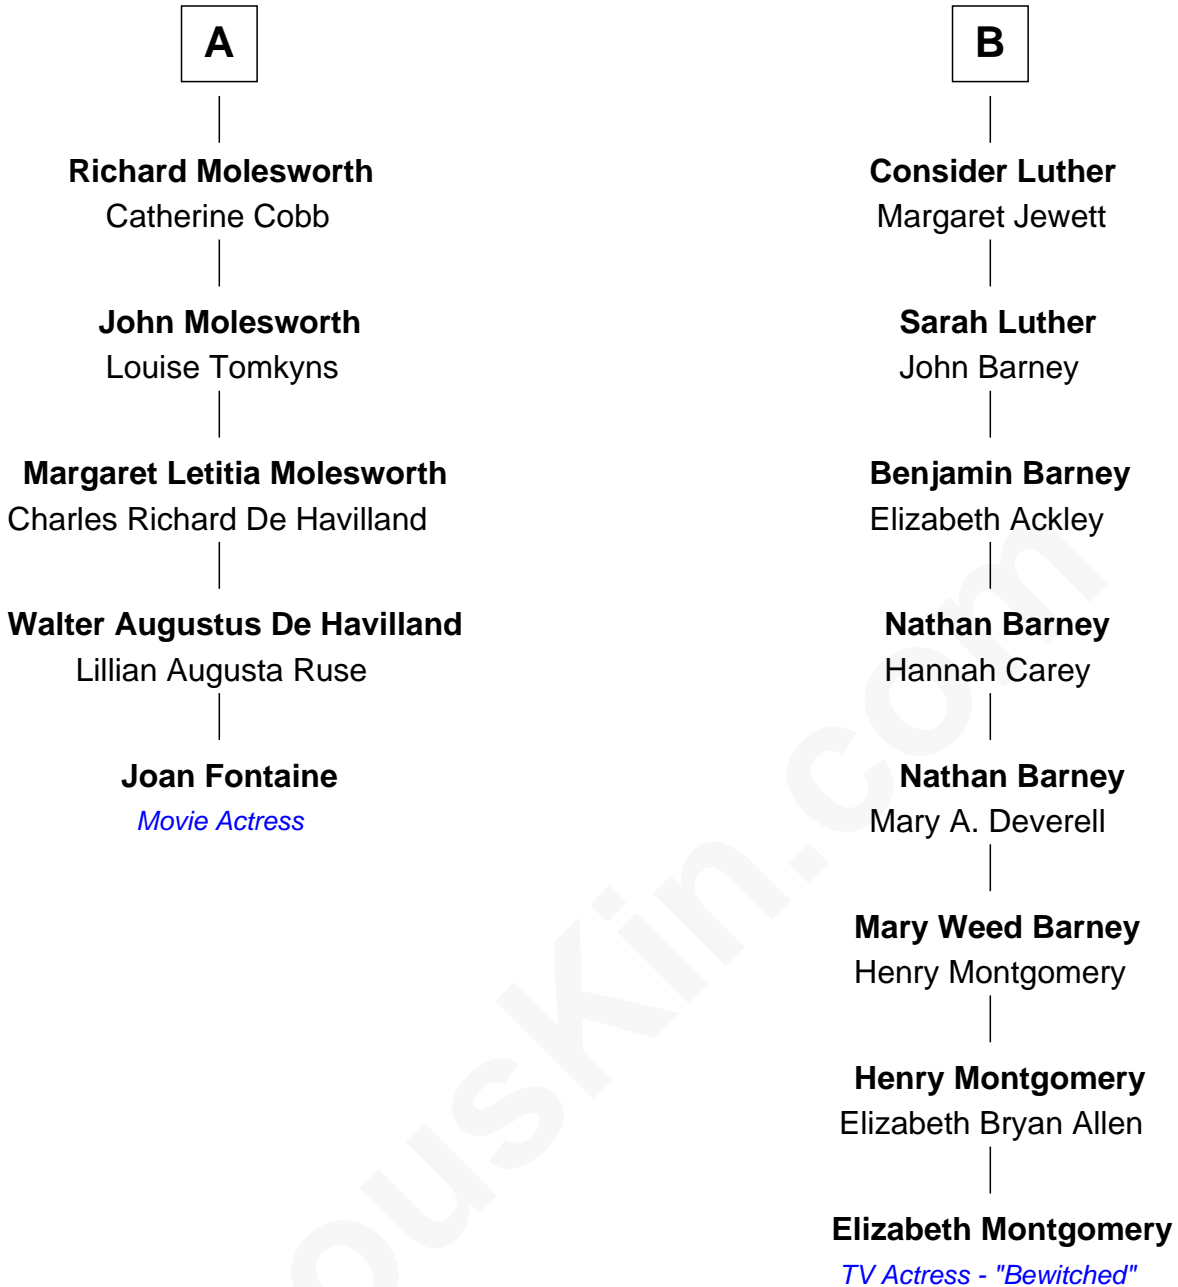 A
Richard Molesworth
Catherine Cobb
John Molesworth
Louise Tomkyns
Margaret Letitia Molesworth
Charles Richard De Havilland
Walter Augustus De Havilland
Lillian Augusta Ruse
Joan Fontaine
Movie Actress
B
Consider Luther
Margaret Jewett
Sarah Luther
John Barney
Benjamin Barney
Elizabeth Ackley
Nathan Barney
Hannah Carey
Nathan Barney
Mary A. Deverell
Mary Weed Barney
Henry Montgomery
Henry Montgomery
Elizabeth Bryan Allen
Elizabeth Montgomery
TV Actress - "Bewitched"
ouskin.com